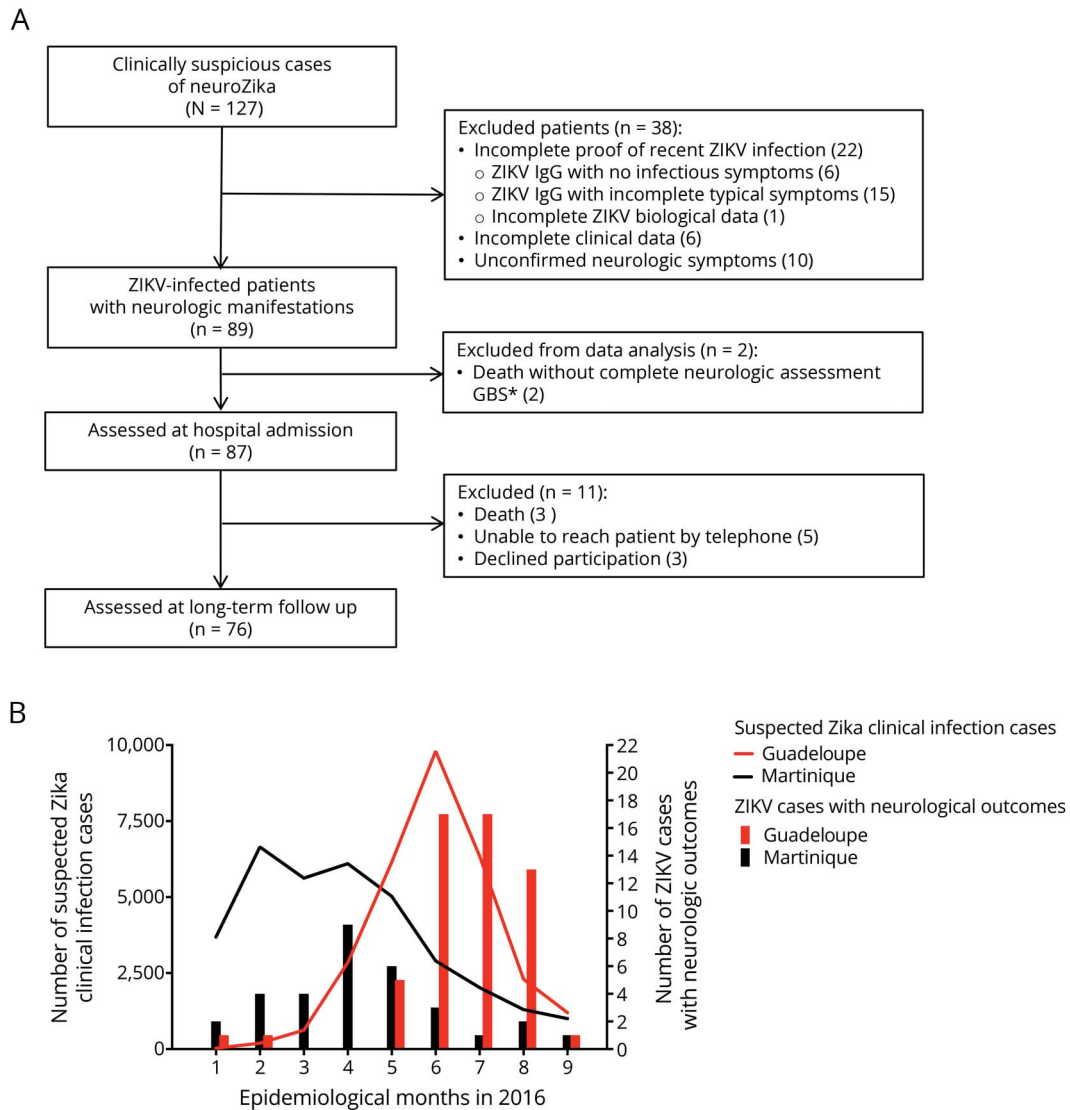 A
Clinically suspicious cases
of neuroZika
(N = 127)
Excluded patients (n = 38):
• Incomplete proof of recent ZIKV infection (22)
○ ZIKV IgG with no infectious symptoms (6)
○ ZIKV IgG with incomplete typical symptoms (15)
○ Incomplete ZIKV biological data (1)
• Incomplete clinical data (6)
• Unconfirmed neurologic symptoms (10)
ZIKV-infected patients
with neurologic manifestations
(n = 89)
Excluded from data analysis (n = 2):
• Death without complete neurologic assessment
GBS* (2)
Assessed at hospital admission
(n = 87)
Excluded (n = 11):
• Death (3 )
• Unable to reach patient by telephone (5)
• Declined participation (3)
Assessed at long-term follow up
(n = 76)
B
Number of suspected Zika
clinical infection cases
10,000
7,500
5,000
2,500
0
1 2 3 4 5 6 7 8 9
Epidemiological months in 2016
22
20
18
16
14
12
10
8
6
4
2
0
Number of ZIKV cases
with neurologic outcomes
Suspected Zika clinical infection cases
Guadeloupe
Martinique
ZIKV cases with neurological outcomes
Guadeloupe
Martinique